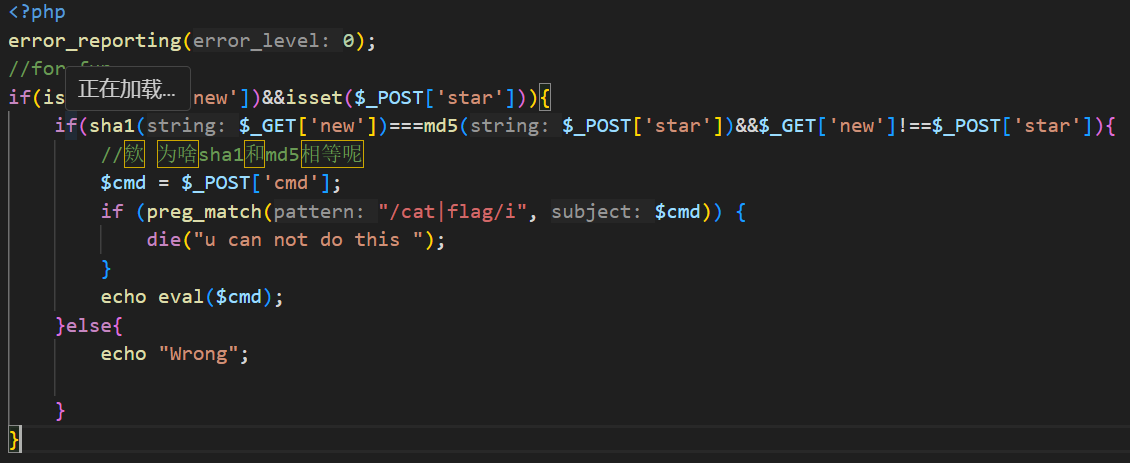 <?php
error_reporting(error_level: 0);
//for fun
正在加载...
if(is new'])&&isset($_POST['star'])){
if(sha1(string: $_GET['new'])===md5(string: $_POST['star'])&&$_GET['new']!==$_POST['star']){
//欸 为啥sha1和md5相等呢
$cmd = $_POST['cmd'];
if (preg_match(pattern: "/cat|flag/i", subject: $cmd)) {
die("u can not do this ");
}
echo eval($cmd);
}else{
echo "Wrong";
}
}